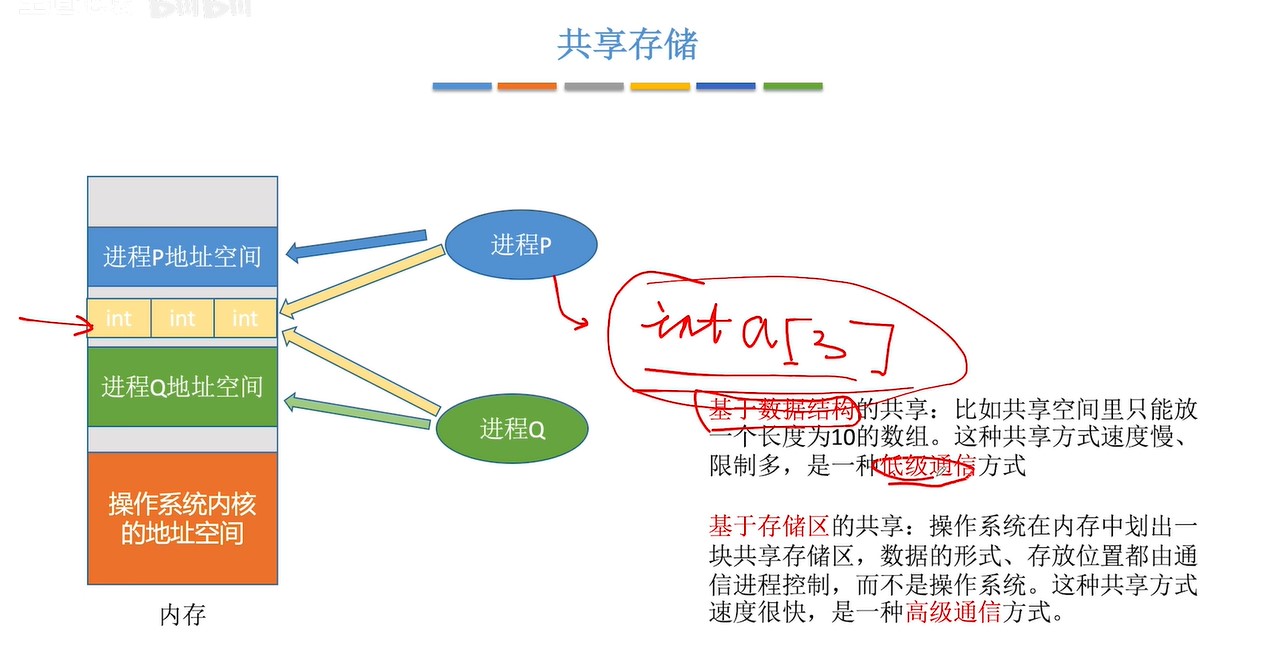 共享存储
进程P地址空间
int int int
进程Q地址空间
操作系统内核
的地址空间
内存
进程P
进程Q
int a[3]
基于数据结构的共享：比如共享空间里只能放
一个长度为10的数组。这种共享方式速度慢、
限制多，是一种低级通信方式
基于存储区的共享：操作系统在内存中划出一
块共享存储区，数据的形式、存放位置都由通
信进程控制，而不是操作系统。这种共享方式
速度很快，是一种高级通信方式。